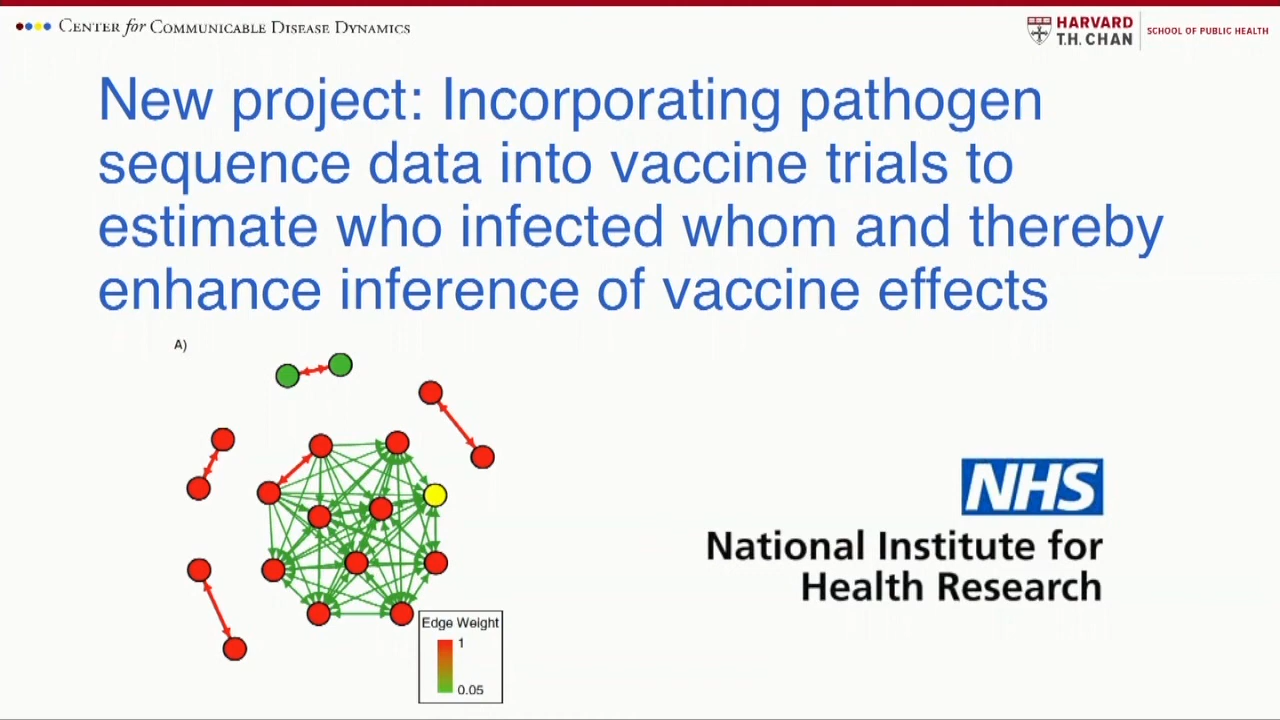 CENTER for COMMUNICABLE DISEASE DYNAMICS
HARVARD
T.H. CHAN
SCHOOL OF PUBLIC HEALTH
New project: Incorporating pathogen
sequence data into vaccine trials to
estimate who infected whom and thereby
enhance inference of vaccine effects
A)
Edge Weight
1
0.05
NHS
National Institute for
Health Research